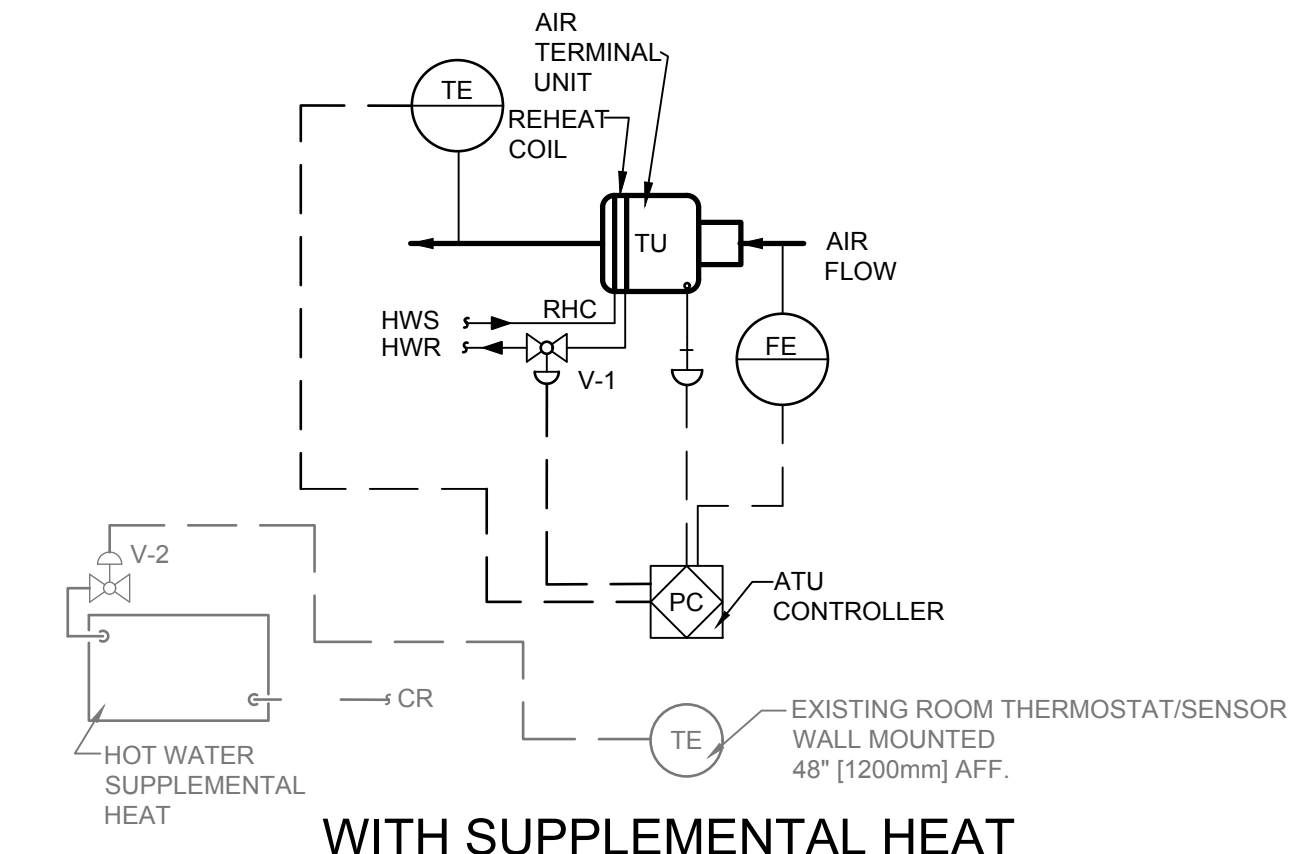 AIR
TERMINAL
UNIT
TE
REHEAT
COIL
TU
AIR
FLOW
HWS
RHC
HWR
V-1
FE
V-2
PC
ATU
CONTROLLER
CR
TE
EXISTING ROOM THERMOSTAT/SENSOR
WALL MOUNTED
48" [1200mm] AFF.
HOT WATER
SUPPLEMENTAL
HEAT
WITH SUPPLEMENTAL HEAT